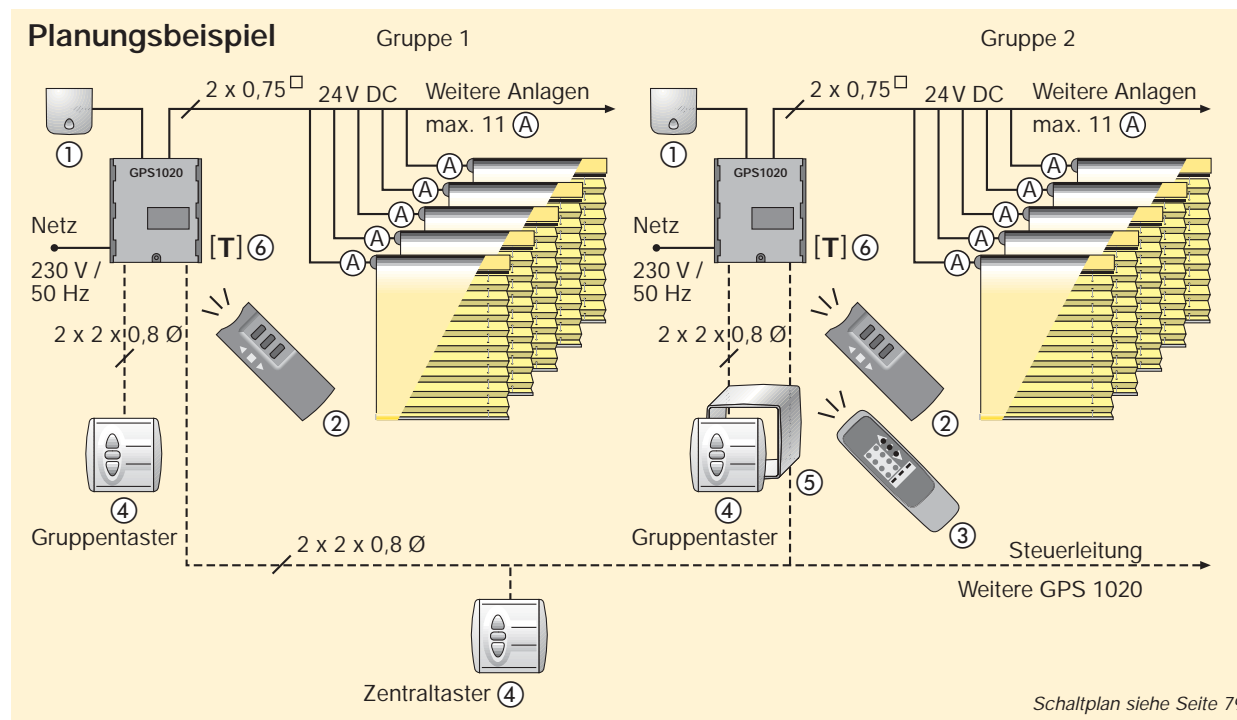 Planungsbeispiel
Gruppe 1
Gruppe 2
2 x 0,75 □
24 V DC
Weitere Anlagen
max. 11 Ⓐ
①
GPS1020
Netz
230 V /
50 Hz
[T] ⑥
Ⓐ
Ⓐ
Ⓐ
Ⓐ
Ⓐ
2 x 2 x 0,8 Ø
②
④
Gruppentaster
2 x 0,75 □
24 V DC
Weitere Anlagen
max. 11 Ⓐ
①
GPS1020
Netz
230 V /
50 Hz
[T] ⑥
Ⓐ
Ⓐ
Ⓐ
Ⓐ
Ⓐ
2 x 2 x 0,8 Ø
②
⑤
④
Gruppentaster
③
2 x 2 x 0,8 Ø
Steuerleitung
Weitere GPS 1020
Zentraltaster ④
Schaltplan siehe Seite 79